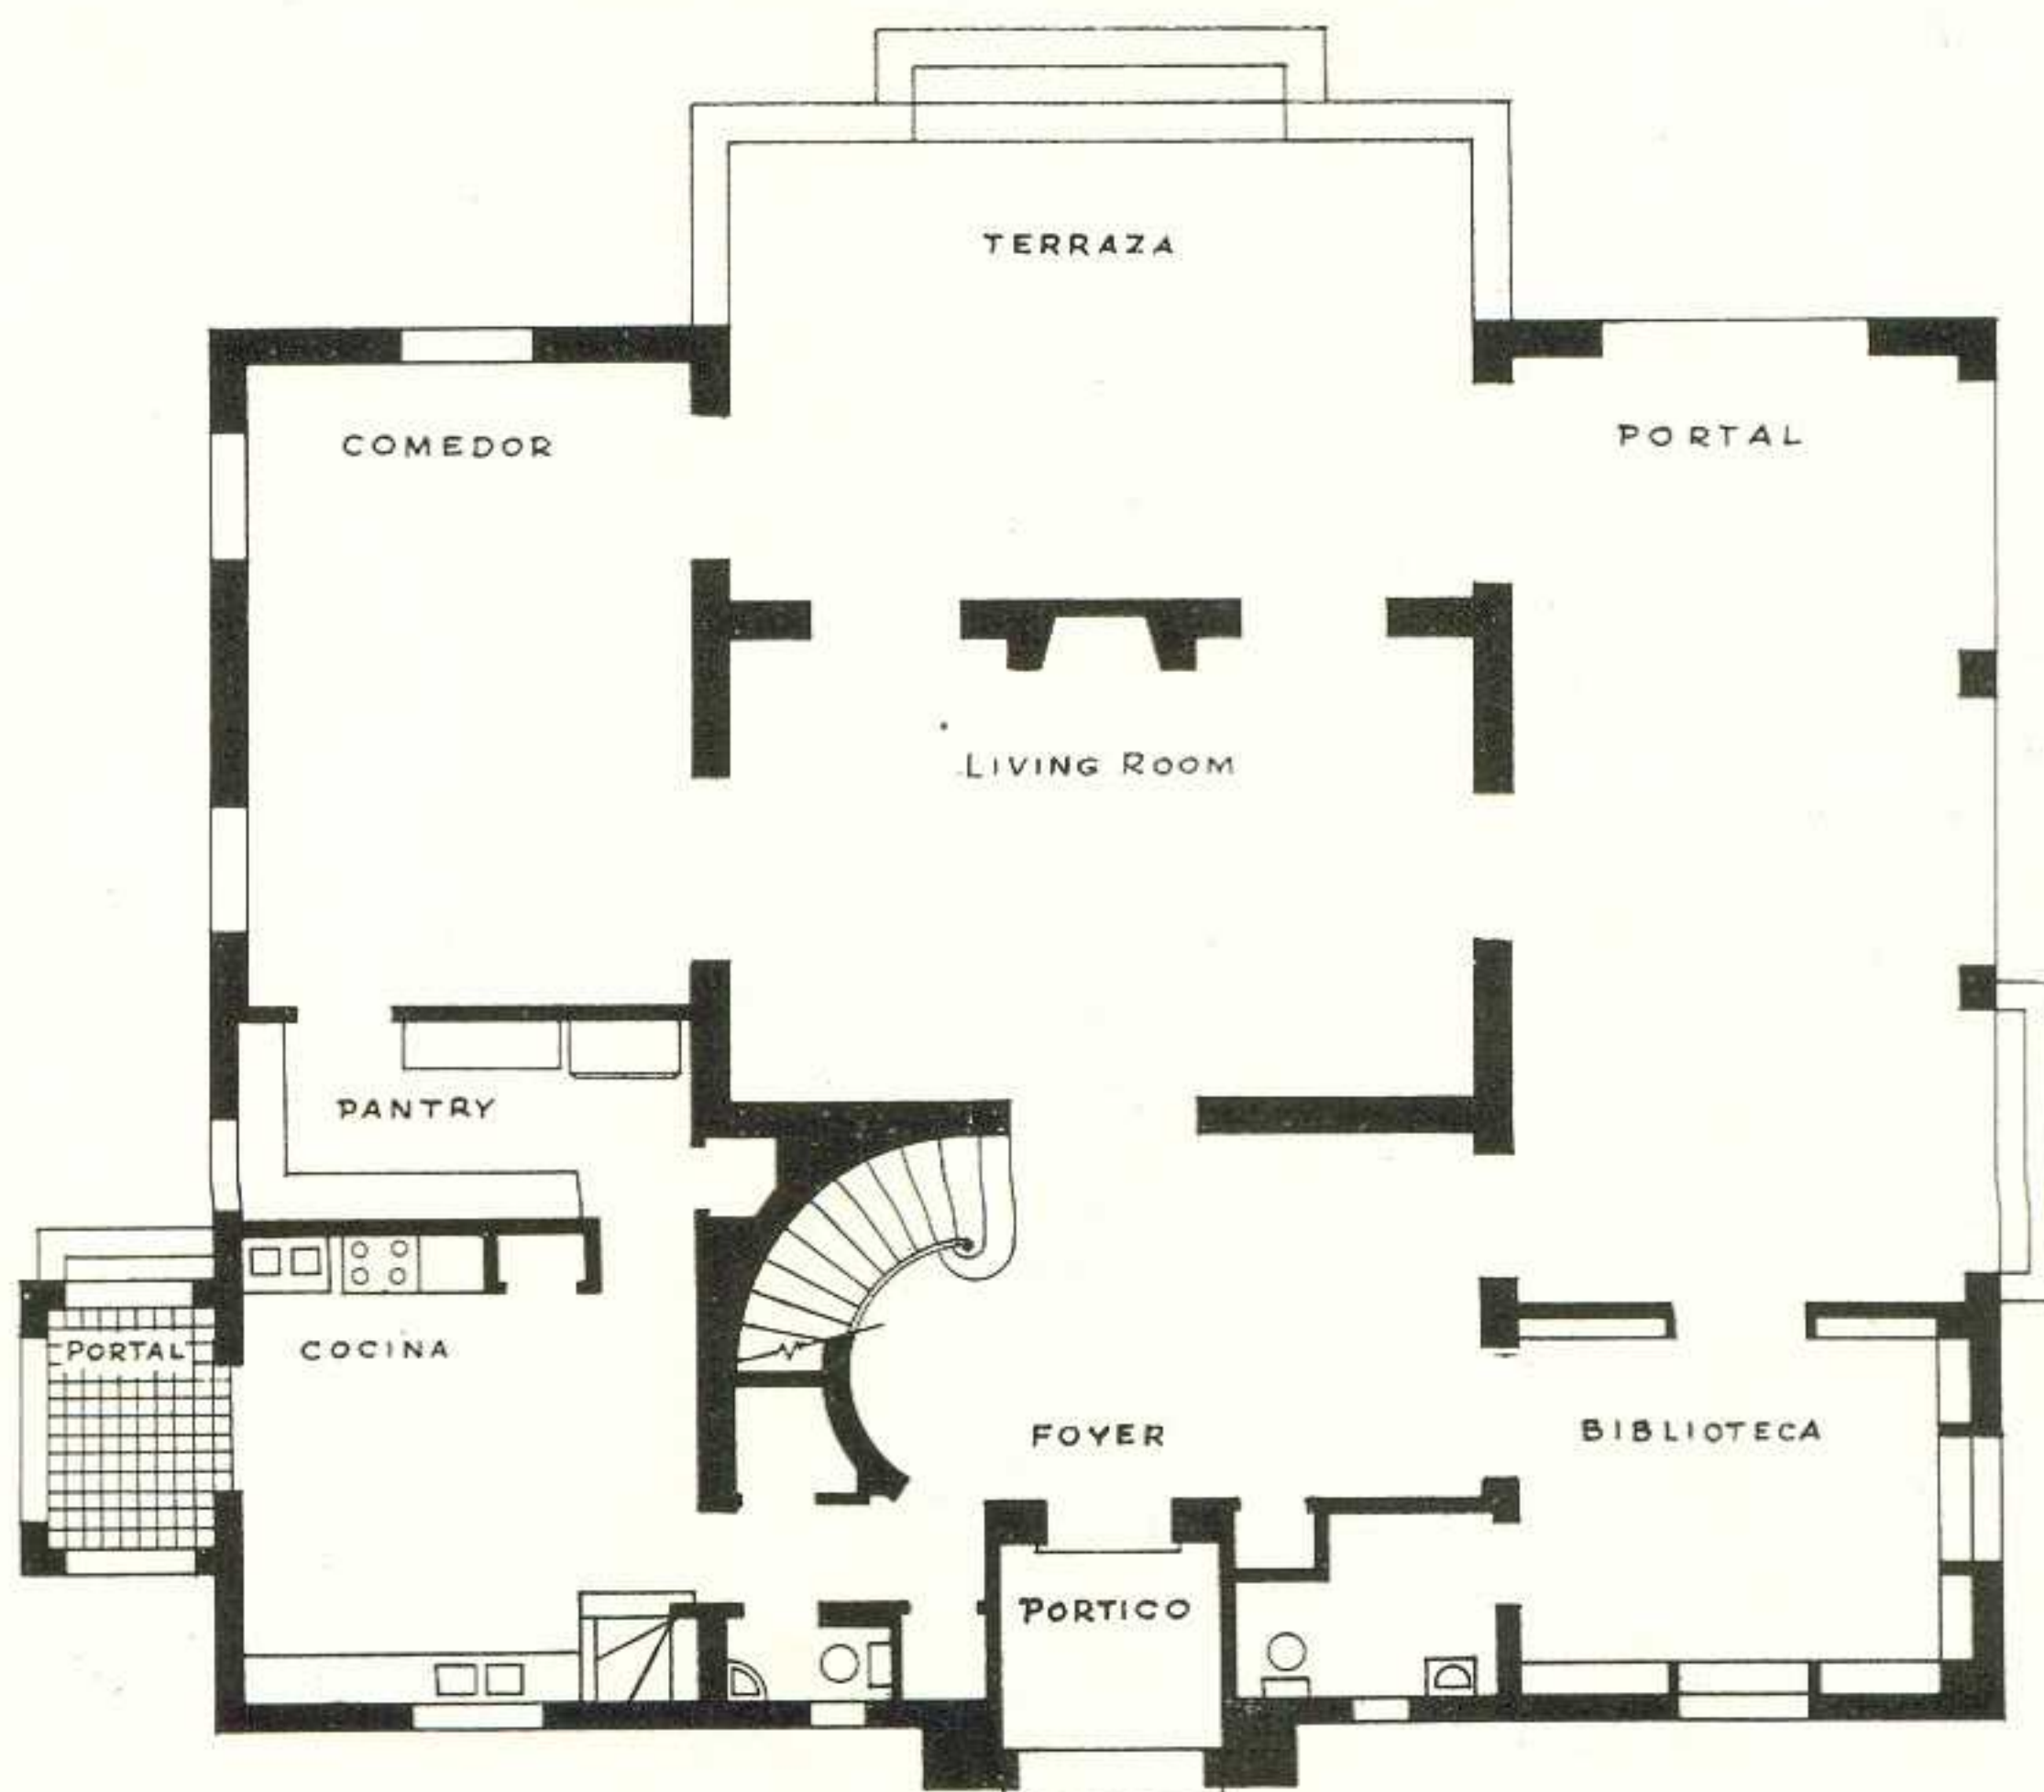 TERRAZA
COMEDOR
PORTAL
LIVING ROOM
PANTRY
PORTAL
COCINA
FOYER
BIBLIOTECA
PORTICO